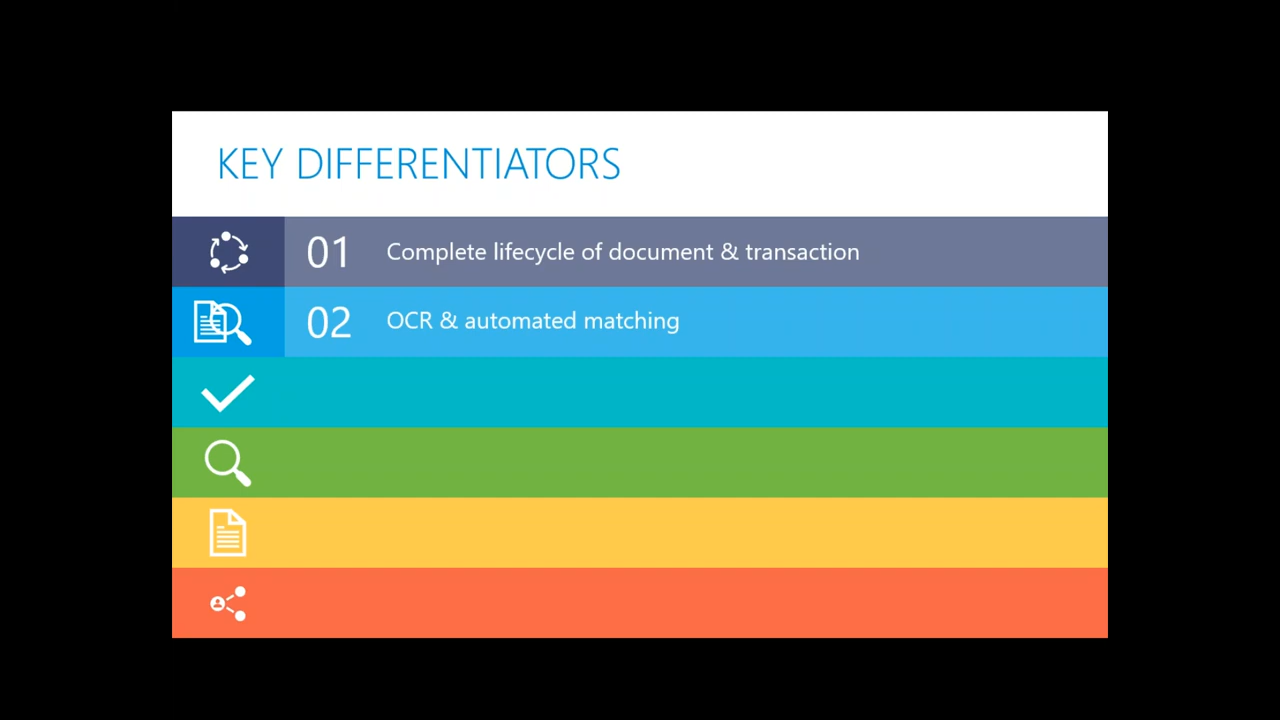 KEY DIFFERENTIATORS
01 Complete lifecycle of document & transaction
02 OCR & automated matching